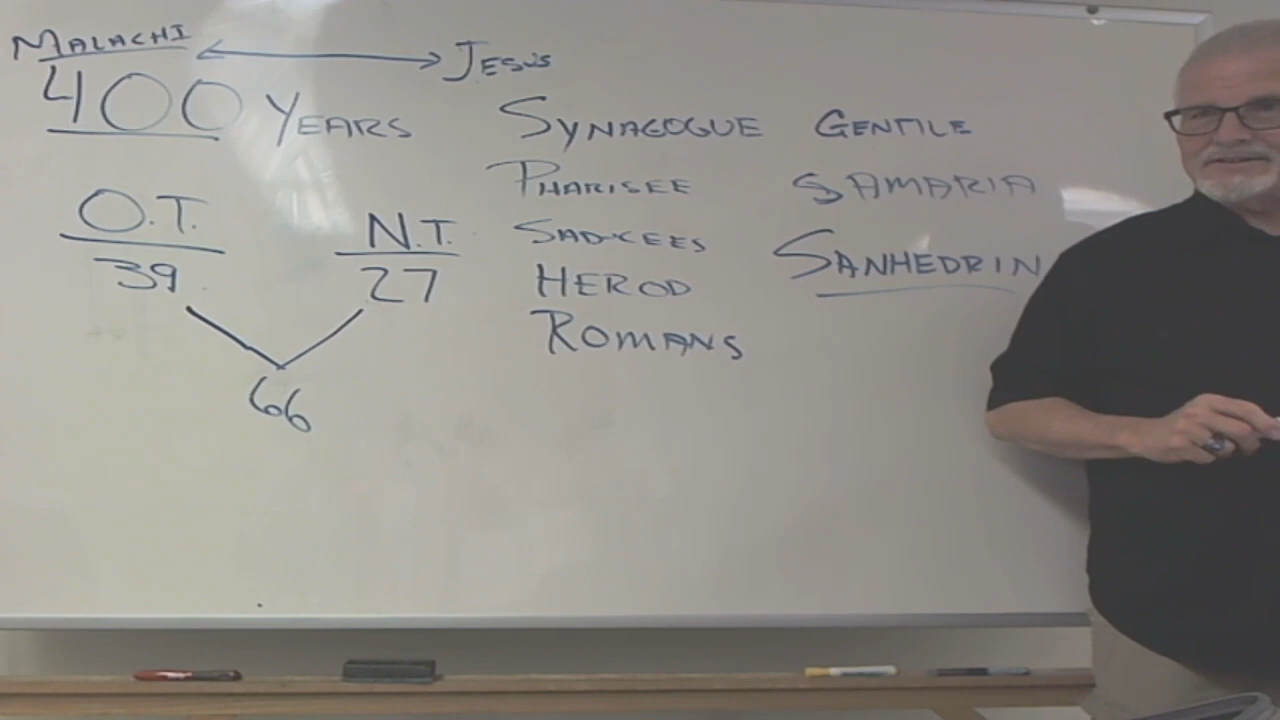 MALACHI JESUS
400 YEARS
O.T. N.T.
39 27
66
SYNAGOGUE
PHARISEE
SADUCEES
HEROD
ROMANS
GENTILE
SAMARIA
SANHEDRIN